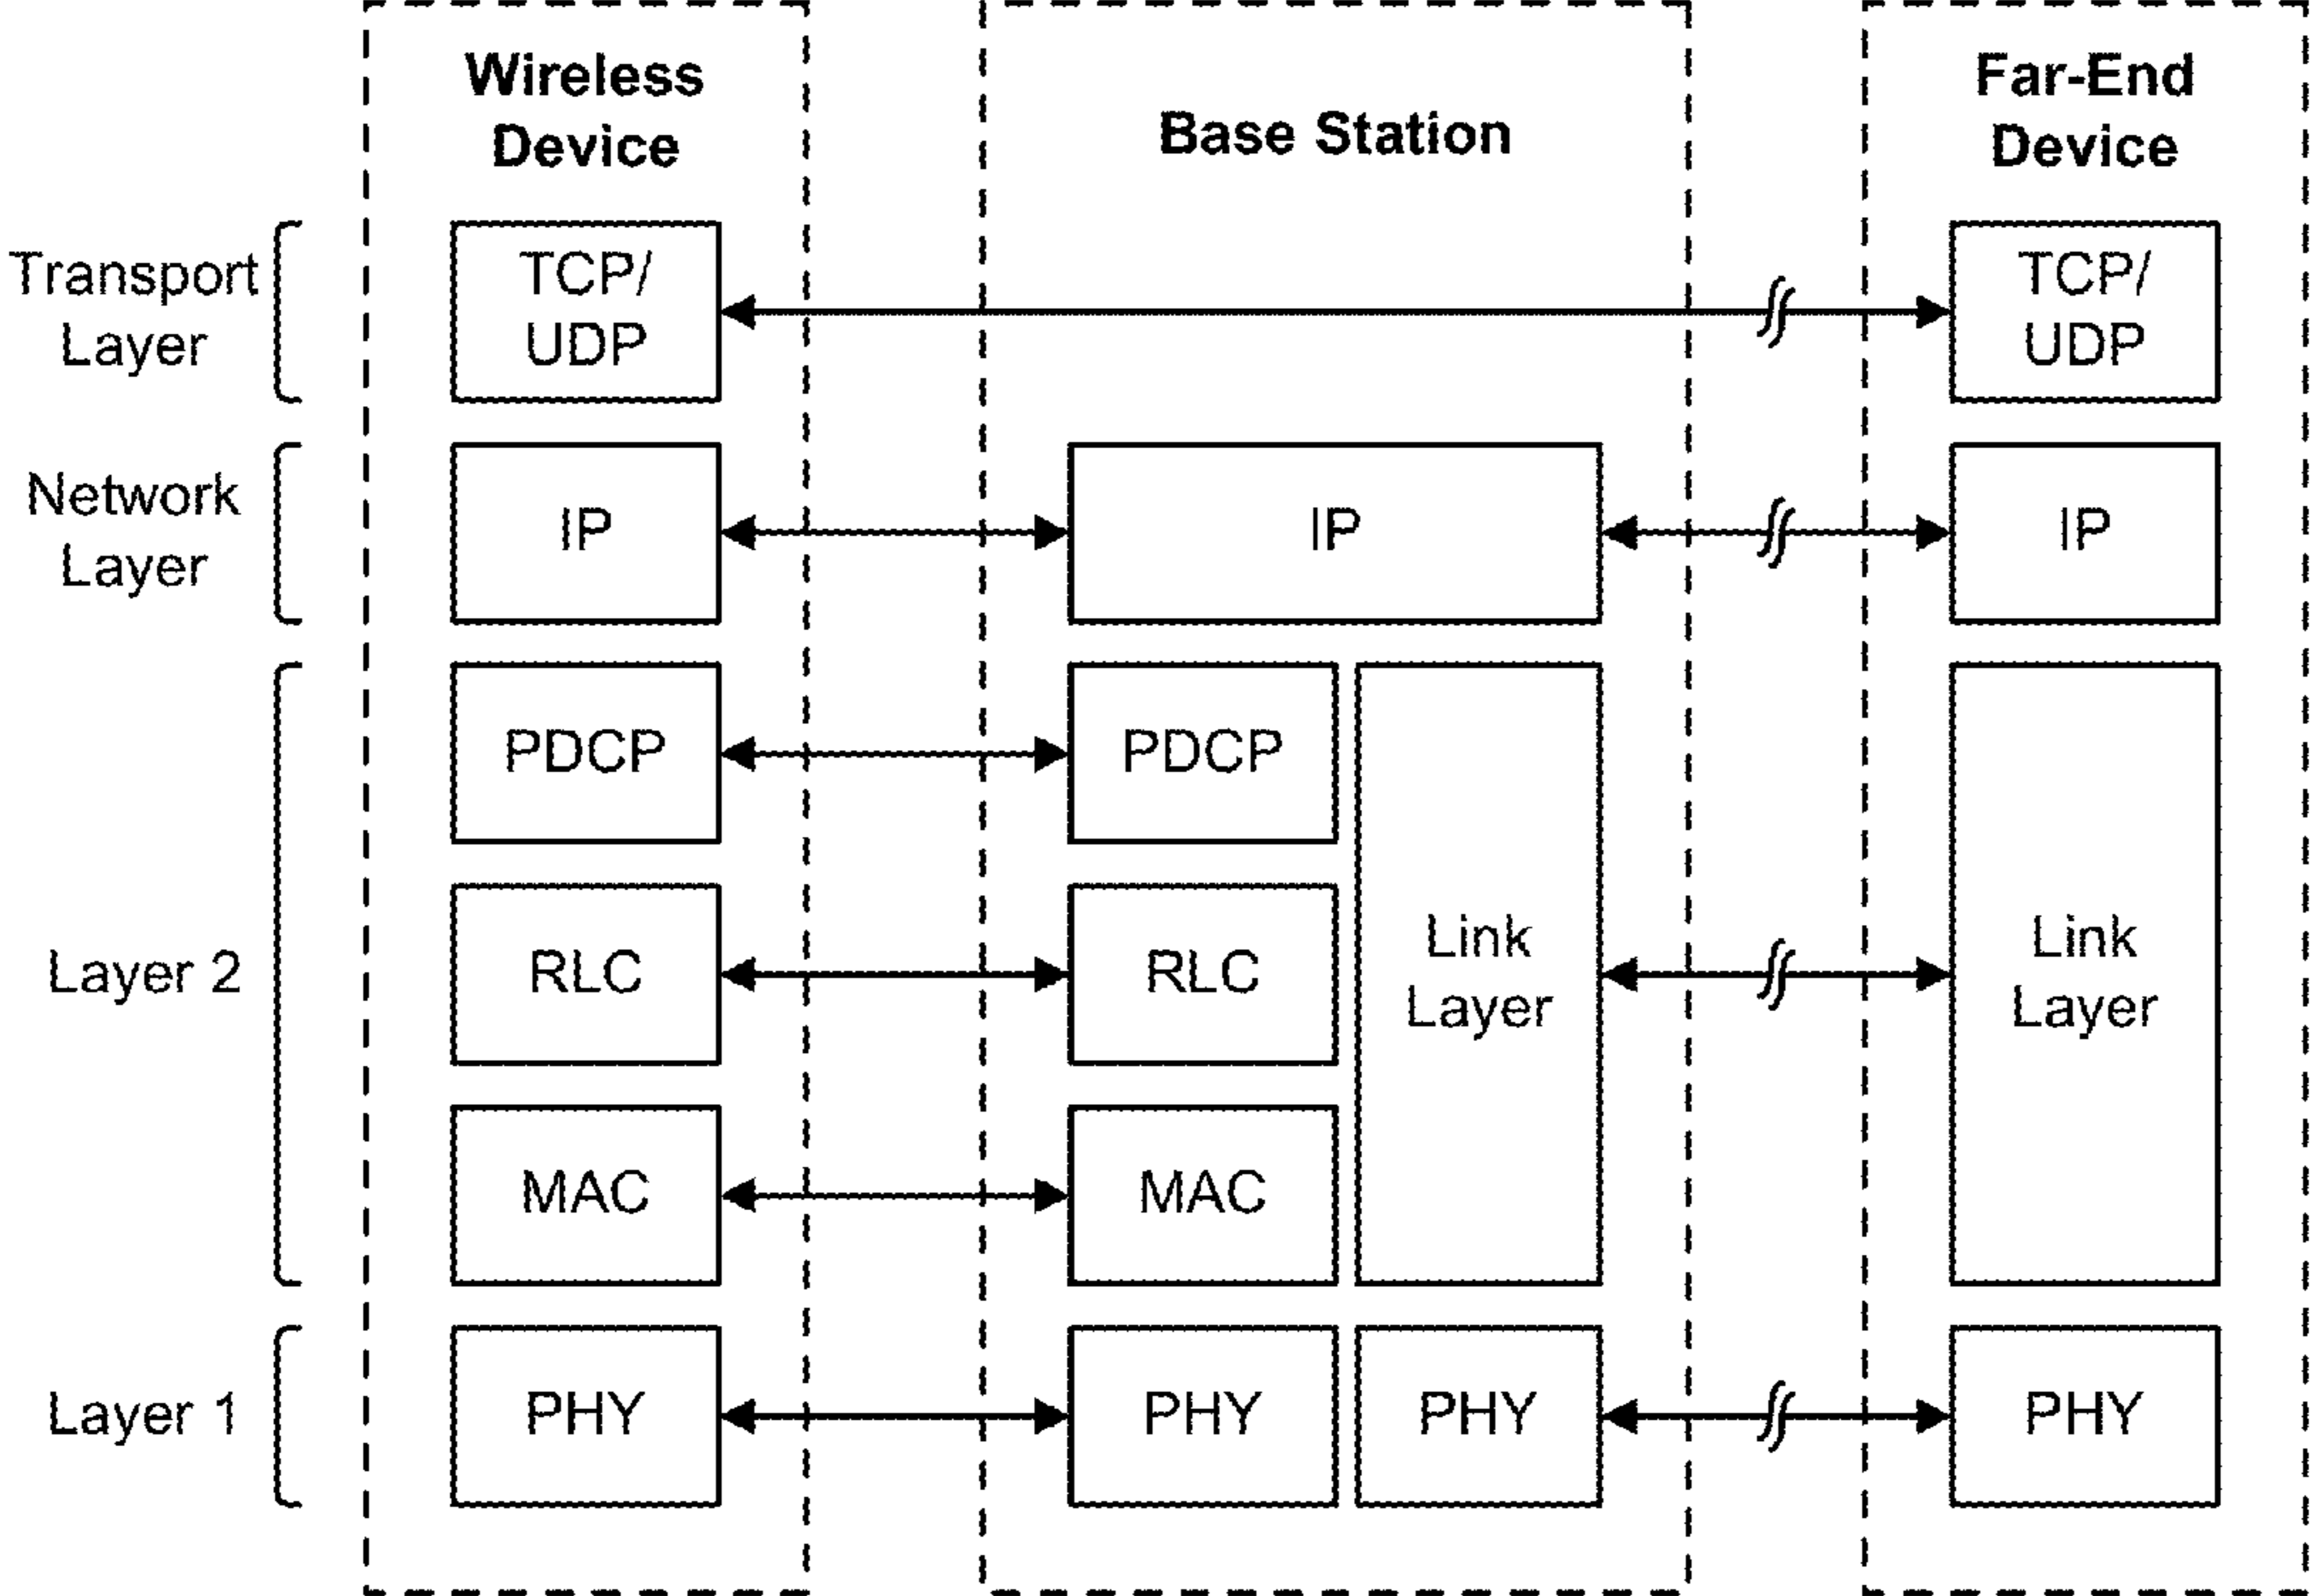 Wireless
Device
Base Station
Far-End
Device
Transport
Layer
TCP/
UDP
TCP/
UDP
Network
Layer
IP
IP
IP
Layer 2
PDCP
PDCP
RLC
RLC
Link
Layer
Link
Layer
MAC
MAC
Layer 1
PHY
PHY
PHY
PHY